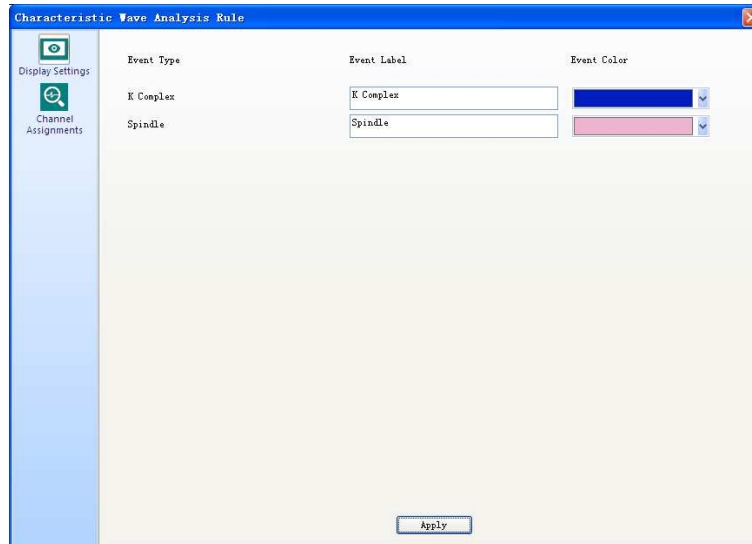 Characteristic Wave Analysis Rule
Display Settings
Channel
Assignments
Event Type Event Label Event Color
K Complex K Complex
Spindle Spindle
Apply